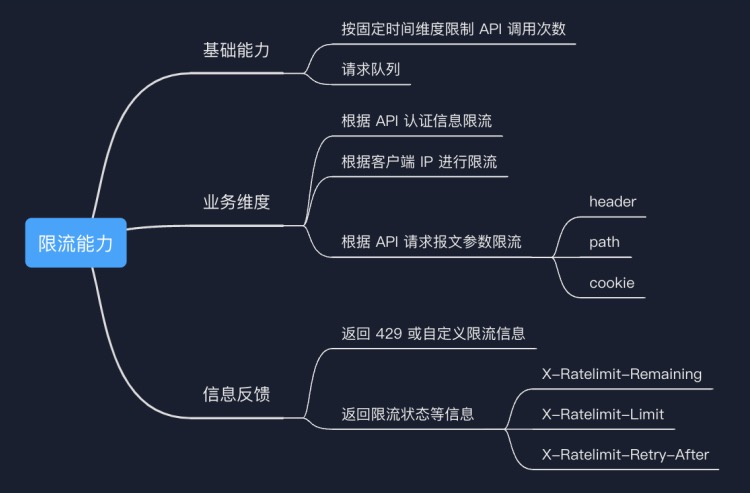 限流能力
基础能力
按固定时间维度限制 API 调用次数
请求队列
业务维度
根据 API 认证信息限流
根据客户端 IP 进行限流
根据 API 请求报文参数限流
header
path
cookie
信息反馈
返回 429 或自定义限流信息
返回限流状态等信息
X-Ratelimit-Remaining
X-Ratelimit-Limit
X-Ratelimit-Retry-After